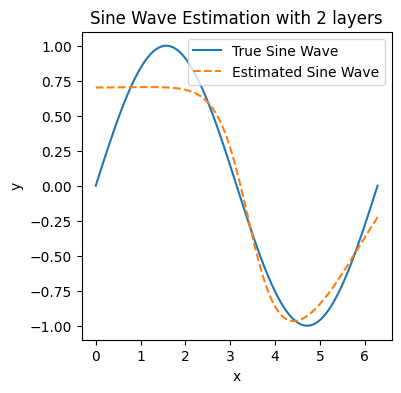 Sine Wave Estimation with 2 layers
True Sine Wave
Estimated Sine Wave
1.00
0.75
0.50
0.25
0.00
−0.25
−0.50
−0.75
−1.00
y
0 1 2 3 4 5 6
x